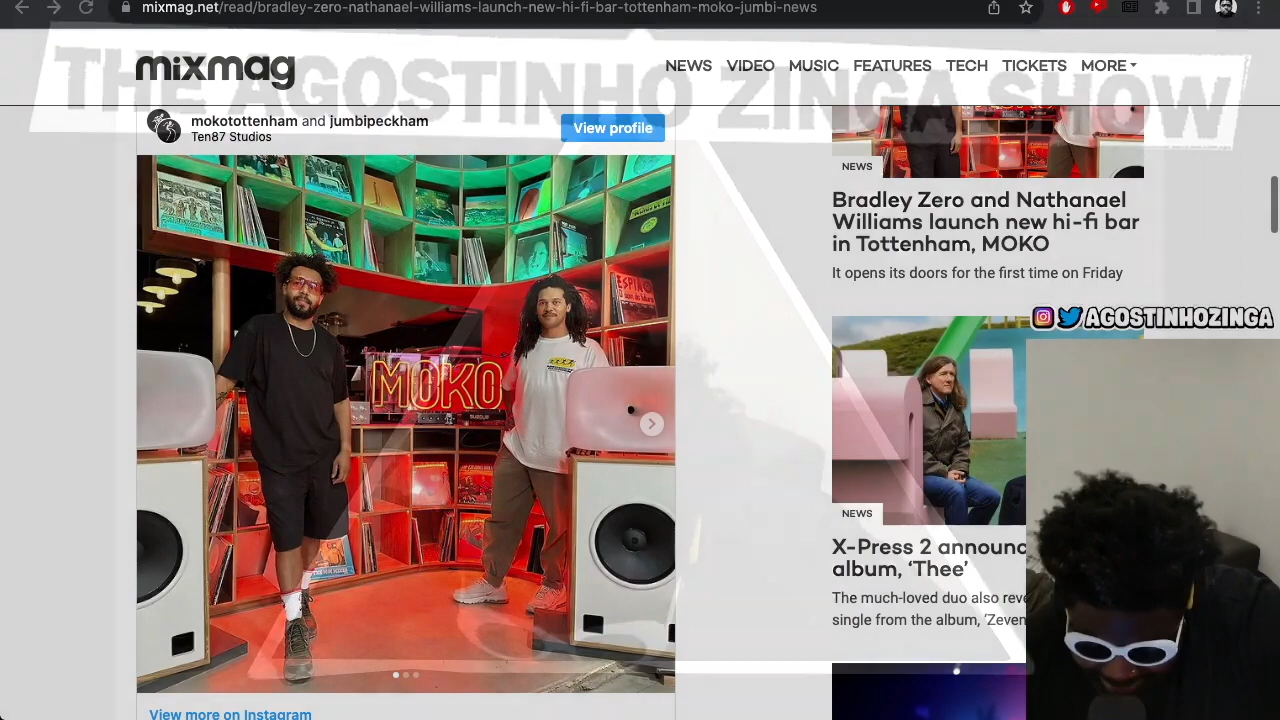 mixmag.net/read/bradley-zero-nathanael-williams-launch-new-hi-fi-bar-tottenham-moko-jumbi-news
THE AGOSTINHO ZINGA SHOW
mixmag
NEWS VIDEO MUSIC FEATURES TECH TICKETS MORE
mokotottenham and jumbipeckham
Ten87 Studios
View profile
MOKO
View more on Instagram
NEWS
Bradley Zero and Nathanael
Williams launch new hi-fi bar
in Tottenham, MOKO
It opens its doors for the first time on Friday
AGOSTINHOZINGA
NEWS
X-Press 2 announc
album, ‘Thee’
The much-loved duo also reve
single from the album, ‘Zeven